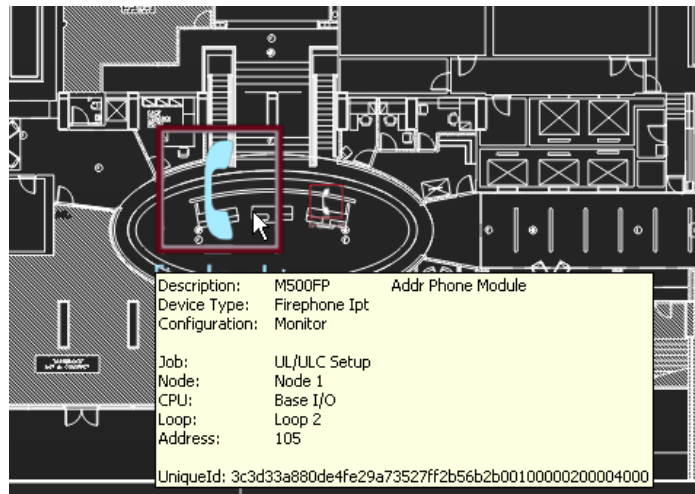 Description: M500FP Addr Phone Module
Device Type: Firephone Ipt
Configuration: Monitor
Job: UL/ULC Setup
Node: Node 1
CPU: Base I/O
Loop: Loop 2
Address: 105
UniqueId: 3c3d33a880de4fe29a73527ff2b56b2b00100000200004000